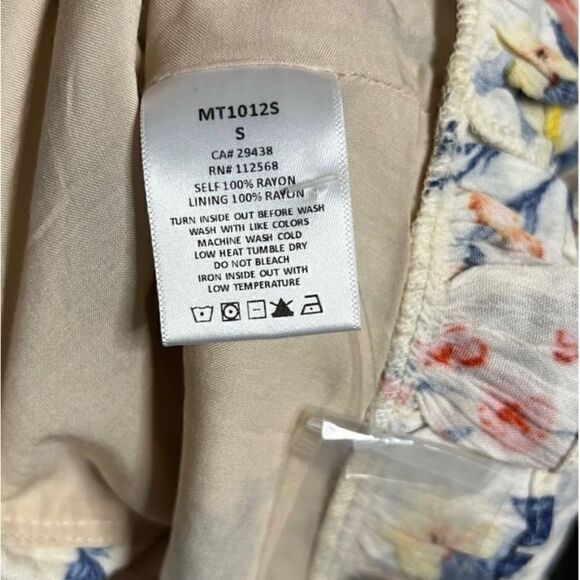 MT1012S
S
CA# 29438
RN# 112568
SELF 100% RAYON
LINING 100% RAYON
TURN INSIDE OUT BEFORE WASH
WASH WITH LIKE COLORS
MACHINE WASH COLD
LOW HEAT TUMBLE DRY
DO NOT BLEACH
IRON INSIDE OUT WITH
LOW TEMPERATURE